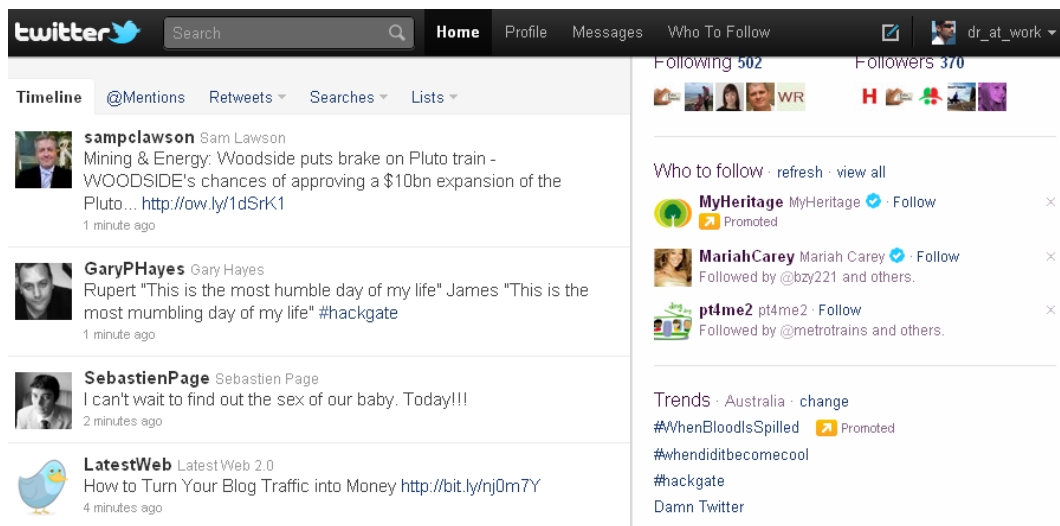 twitter Search Home Profile Messages Who To Follow dr_at_work
Timeline @Mentions Retweets Searches Lists
sampclawson Sam Lawson
Mining & Energy: Woodside puts brake on Pluto train -
WOODSIDE's chances of approving a $10bn expansion of the
Pluto... http://ow.ly/1dSrK1
1 minute ago
GaryPHayes Gary Hayes
Rupert "This is the most humble day of my life" James "This is the
most mumbling day of my life" #hackgate
1 minute ago
SebastienPage Sebastien Page
I can't wait to find out the sex of our baby. Today!!!
2 minutes ago
LatestWeb Latest Web 2.0
How to Turn Your Blog Traffic into Money http://bit.ly/nj0m7Y
4 minutes ago
Following 502 Followers 370
WR H
Who to follow · refresh · view all
MyHeritage MyHeritage · Follow
Promoted
MariahCarey Mariah Carey · Follow
Followed by @bzy221 and others.
pt4me2 pt4me2 · Follow
Followed by @metrotrains and others.
Trends · Australia · change
#WhenBloodIsSpilled Promoted
#whendiditbecomecool
#hackgate
Damn Twitter